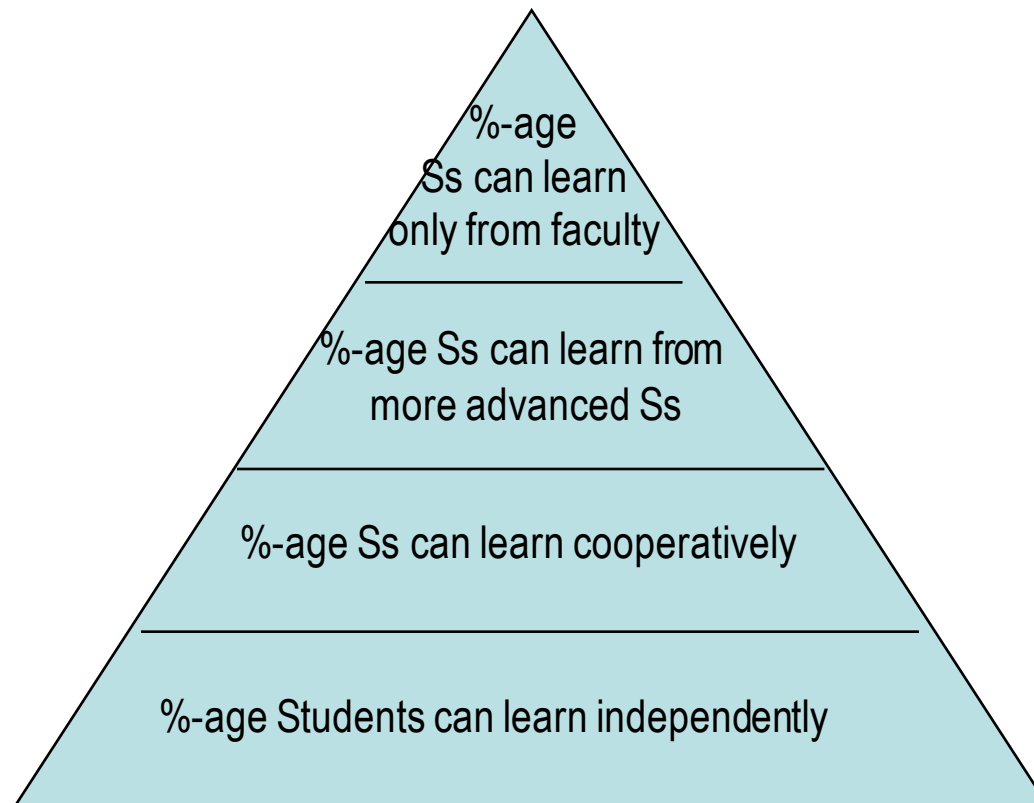 %-age
Ss can learn
only from faculty
%-age Ss can learn from
more advanced Ss
%-age Ss can learn cooperatively
%-age Students can learn independently